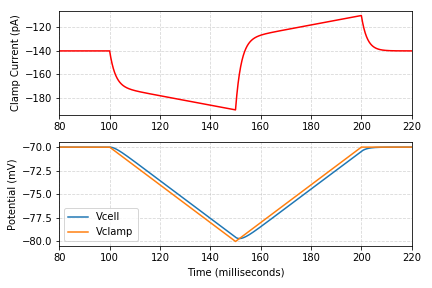 Clamp Current (pA)
−120
−140
−160
−180
80 100 120 140 160 180 200 220
Potential (mV)
−70.0
−72.5
−75.0
−77.5
−80.0
Vcell
Vclamp
80 100 120 140 160 180 200 220
Time (milliseconds)